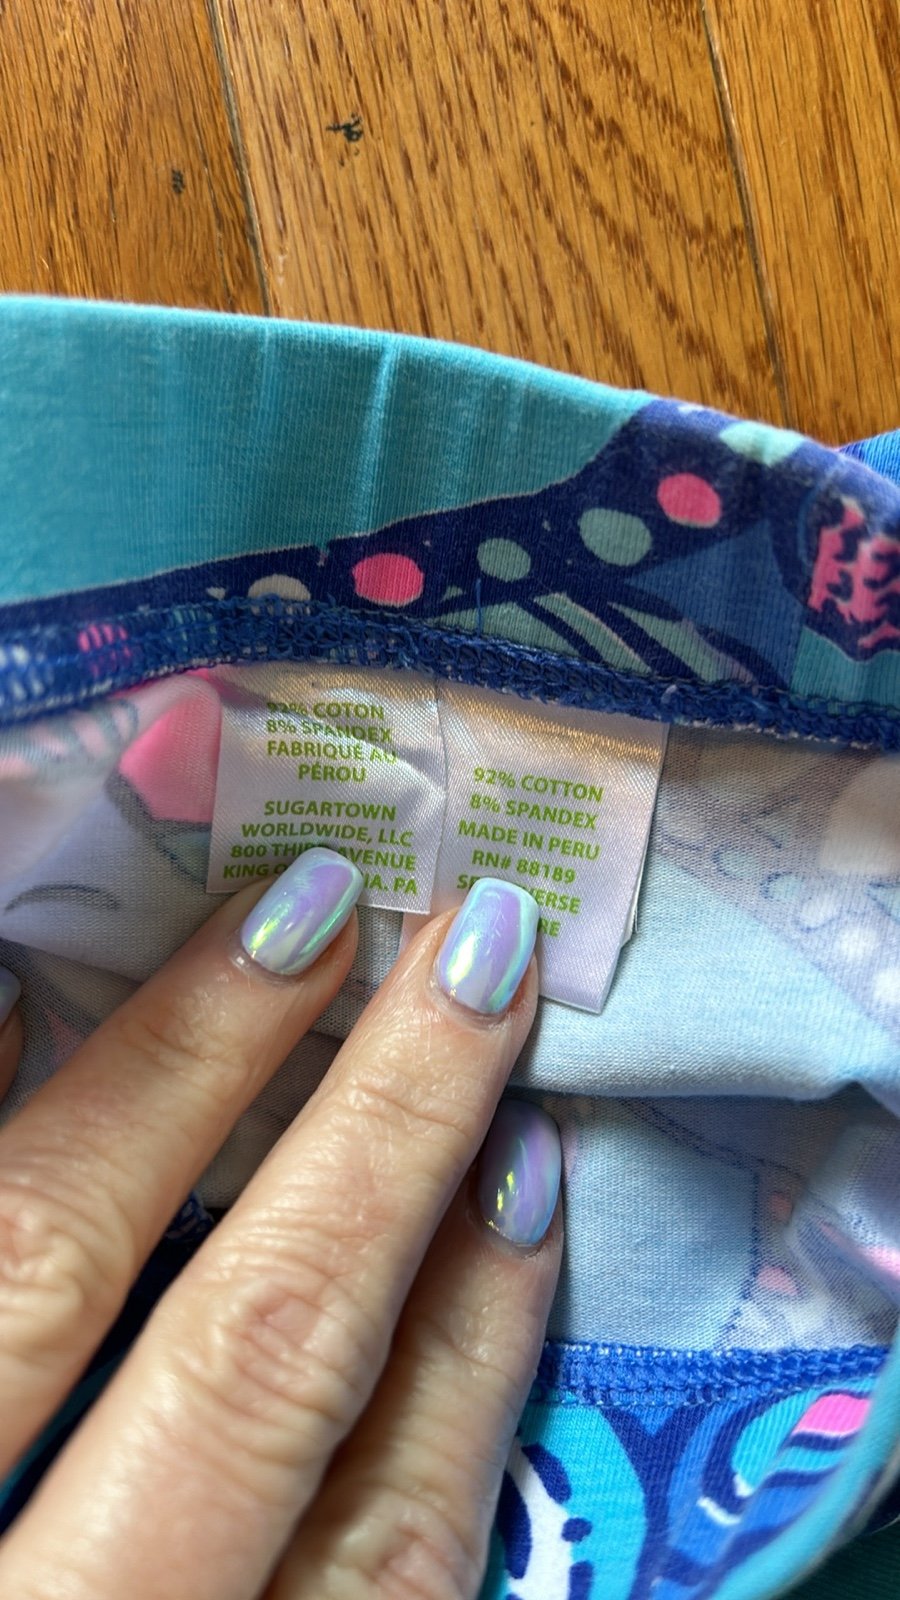 92% COTON
8% SPANDEX
FABRIQUÉ AU
PÉROU
SUGARTOWN
WORLDWIDE, LLC
800 AVENUE
KING PA
92% COTTON
8% SPANDEX
MADE IN PERU
RN# 88189